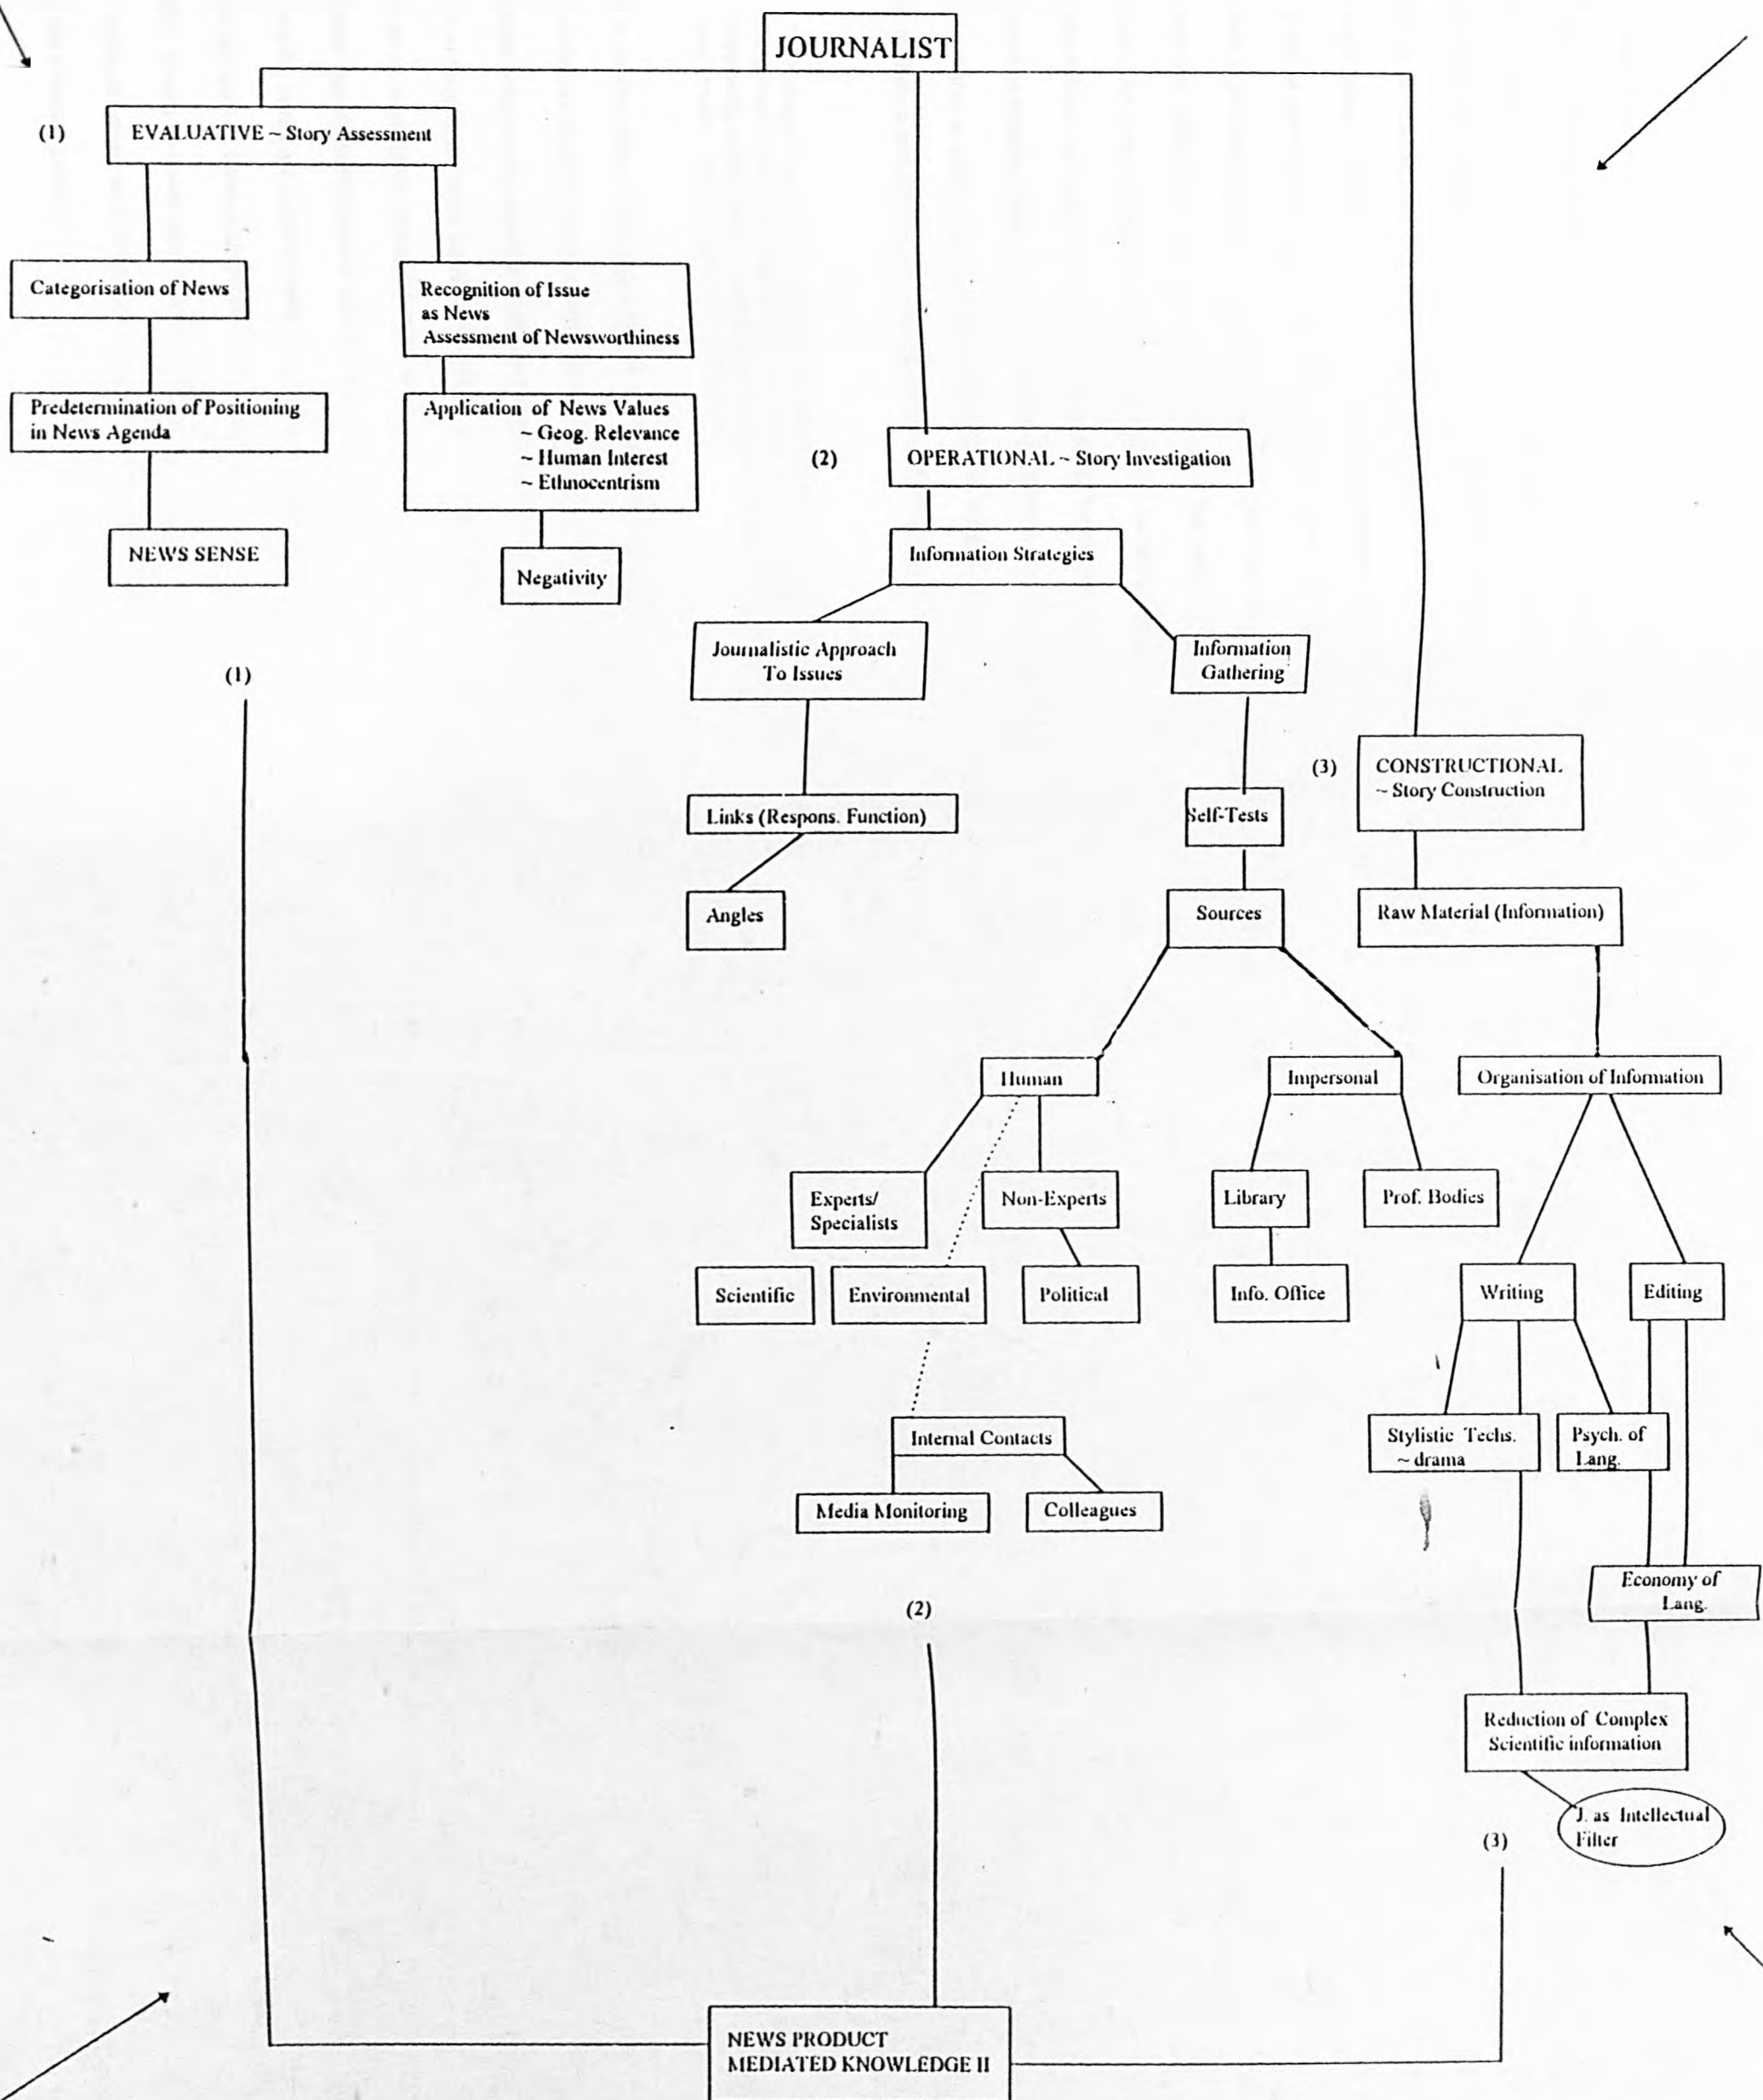 JOURNALIST
(1)
EVALUATIVE ~ Story Assessment
Categorisation of News
Recognition of Issue
as News
Assessment of Newsworthiness
Predetermination of Positioning
in News Agenda
Application of News Values
~ Geog. Relevance
~ Human Interest
~ Ethnocentrism
NEWS SENSE
Negativity
(2)
OPERATIONAL ~ Story Investigation
Information Strategies
Journalistic Approach
To Issues
Information
Gathering
(1)
Links (Respons. Function)
Self-Tests
(3)
CONSTRUCTIONAL
~ Story Construction
Angles
Sources
Raw Material (Information)
Human
Impersonal
Organisation of Information
Experts/
Specialists
Non-Experts
Library
Prof. Bodies
Scientific
Environmental
Political
Info. Office
Writing
Editing
Internal Contacts
Stylistic Techs.
~ drama
Psych. of
Lang.
Media Monitoring
Colleagues
Economy of
Lang.
(2)
Reduction of Complex
Scientific information
J. as Intellectual
Filter
(3)
NEWS PRODUCT
MEDIATED KNOWLEDGE II